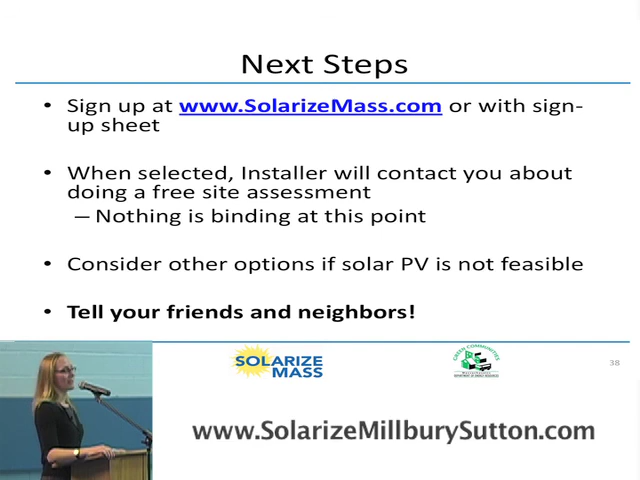 Next Steps
• Sign up at www.SolarizeMass.com or with sign-
up sheet
• When selected, Installer will contact you about
doing a free site assessment
– Nothing is binding at this point
• Consider other options if solar PV is not feasible
• Tell your friends and neighbors!
SOLARIZE
MASS
GREEN COMMUNITIES
38
www.SolarizeMillburySutton.com